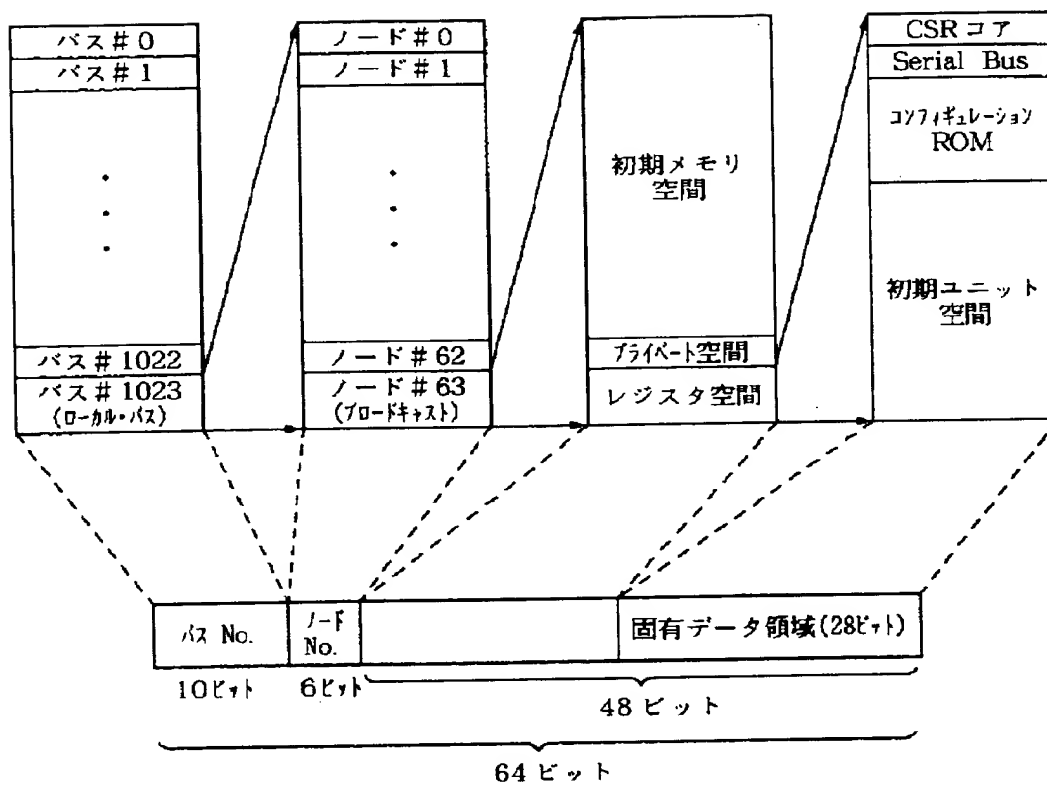 バス#0
バス#1
バス#1022
バス#1023
(ローカル・バス)
ノード#0
ノード#1
ノード#62
ノード#63
(ブロードキャスト)
初期メモリ
空間
プライベート空間
レジスタ空間
CSRコア
Serial Bus
コンフィギュレーション
ROM
初期ユニット
空間
バス No.
ノード
No.
固有データ領域(28ビット)
10ビット
6ビット
48ビット
64ビット